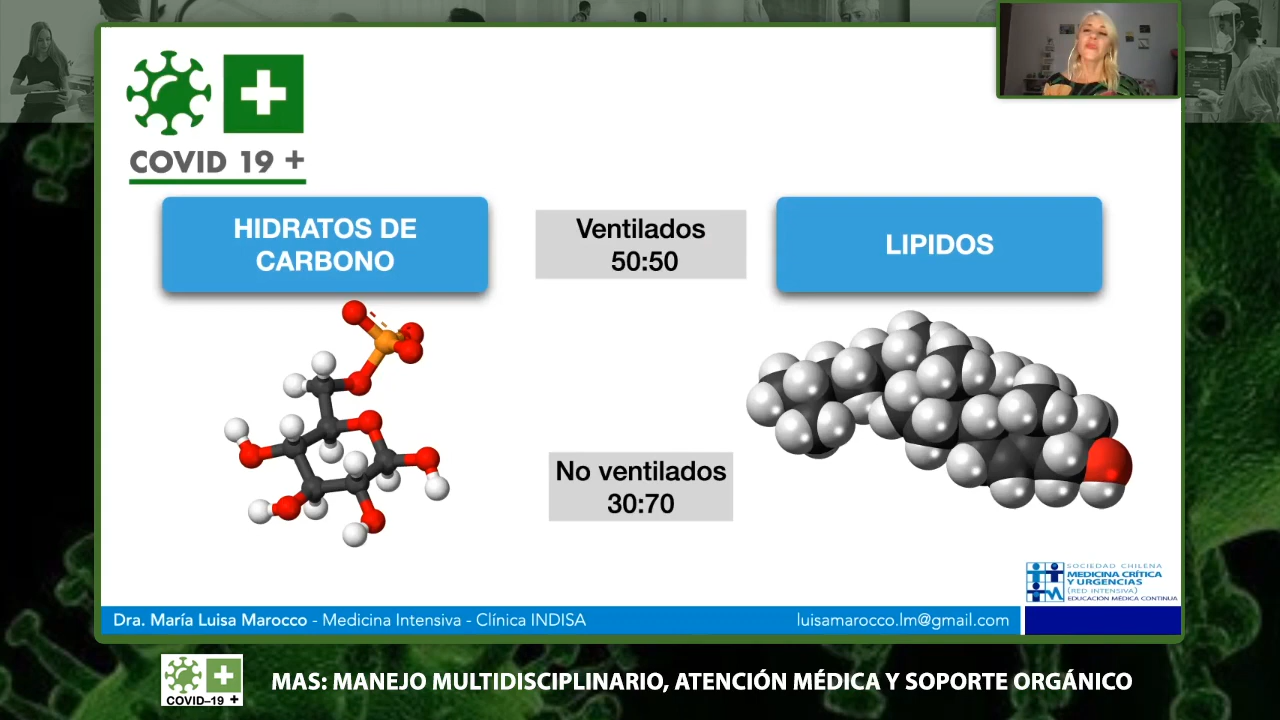 COVID 19 +
HIDRATOS DE
CARBONO
Ventilados
50:50
LIPIDOS
No ventilados
30:70
SOCIEDAD CHILENA
MEDICINA CRÍTICA
Y URGENCIAS
(RED INTENSIVA)
EDUCACIÓN MÉDICA CONTINUA
Dra. María Luisa Marocco - Medicina Intensiva - Clínica INDISA
luisamarocco.lm@gmail.com
COVID-19 +
MAS: MANEJO MULTIDISCIPLINARIO, ATENCIÓN MÉDICA Y SOPORTE ORGÁNICO